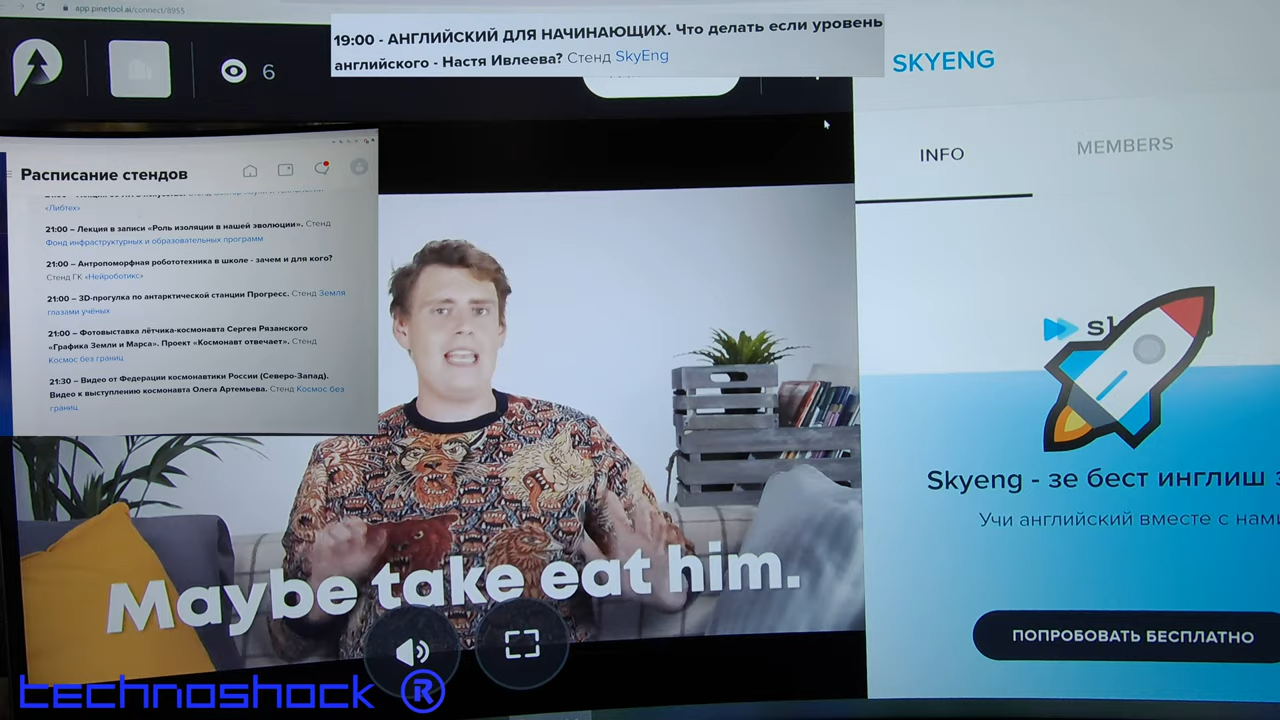 app.pinetool.ai/connect/8955
19:00 - АНГЛИЙСКИЙ ДЛЯ НАЧИНАЮЩИХ. Что делать если уровень
английского - Настя Ивлеева? Стенд SkyEng
6
SKYENG
INFO
MEMBERS
Расписание стендов
«Либтех»
21:00 – Лекция в записи «Роль изоляции в нашей эволюции». Стенд
Фонд инфраструктурных и образовательных программ
21:00 – Антропоморфная робототехника в школе - зачем и для кого?
Стенд ГК «Нейроботикс»
21:00 – 3D-прогулка по антарктической станции Прогресс. Стенд Земля
глазами учёных
21:00 – Фотовыставка лётчика-космонавта Сергея Рязанского
«Графика Земли и Марса». Проект «Космонавт отвечает». Стенд
Космос без границ
21:30 – Видео от Федерации космонавтики России (Северо-Запад).
Видео к выступлению космонавта Олега Артемьева. Стенд Космос без
границ
Skyeng - зе бест инглиш
Учи английский вместе с нами
Maybe take eat him.
ПОПРОБОВАТЬ БЕСПЛАТНО
technoshock ®